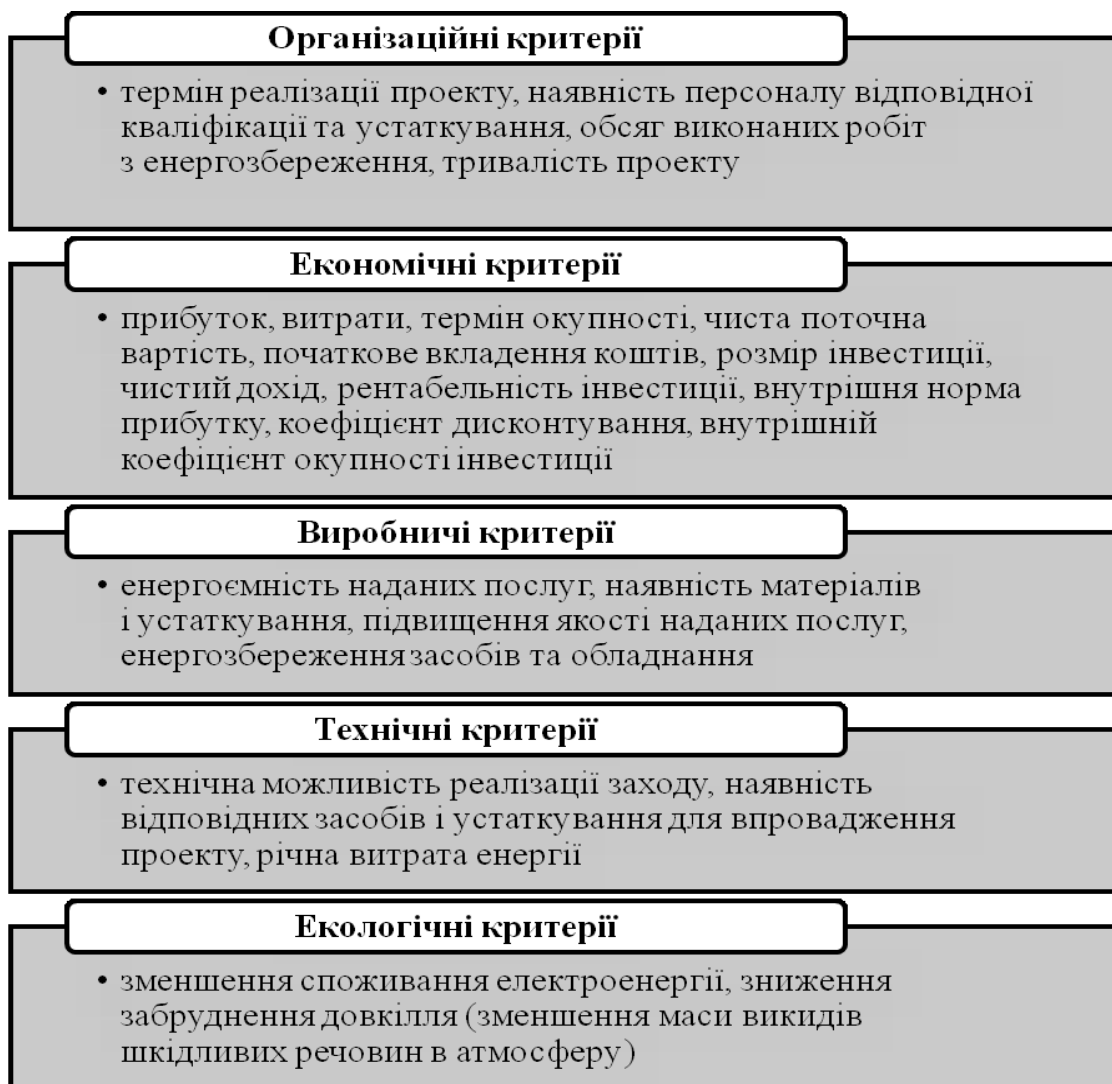 Організаційні критерії
• термін реалізації проекту, наявність персоналу відповідної
кваліфікації та устаткування, обсяг виконаних робіт
з енергозбереження, тривалість проекту
Економічні критерії
• прибуток, витрати, термін окупності, чиста поточна
вартість, початкове вкладення коштів, розмір інвестиції,
чистий дохід, рентабельність інвестиції, внутрішня норма
прибутку, коефіцієнт дисконтування, внутрішній
коефіцієнт окупності інвестиції
Виробничі критерії
• енергоємність наданих послуг, наявність матеріалів
і устаткування, підвищення якості наданих послуг,
енергозбереження засобів та обладнання
Технічні критерії
• технічна можливість реалізації заходу, наявність
відповідних засобів і устаткування для впровадження
проекту, річна витрата енергії
Екологічні критерії
• зменшення споживання електроенергії, зниження
забруднення довкілля (зменшення маси викидів
шкідливих речовин в атмосферу)